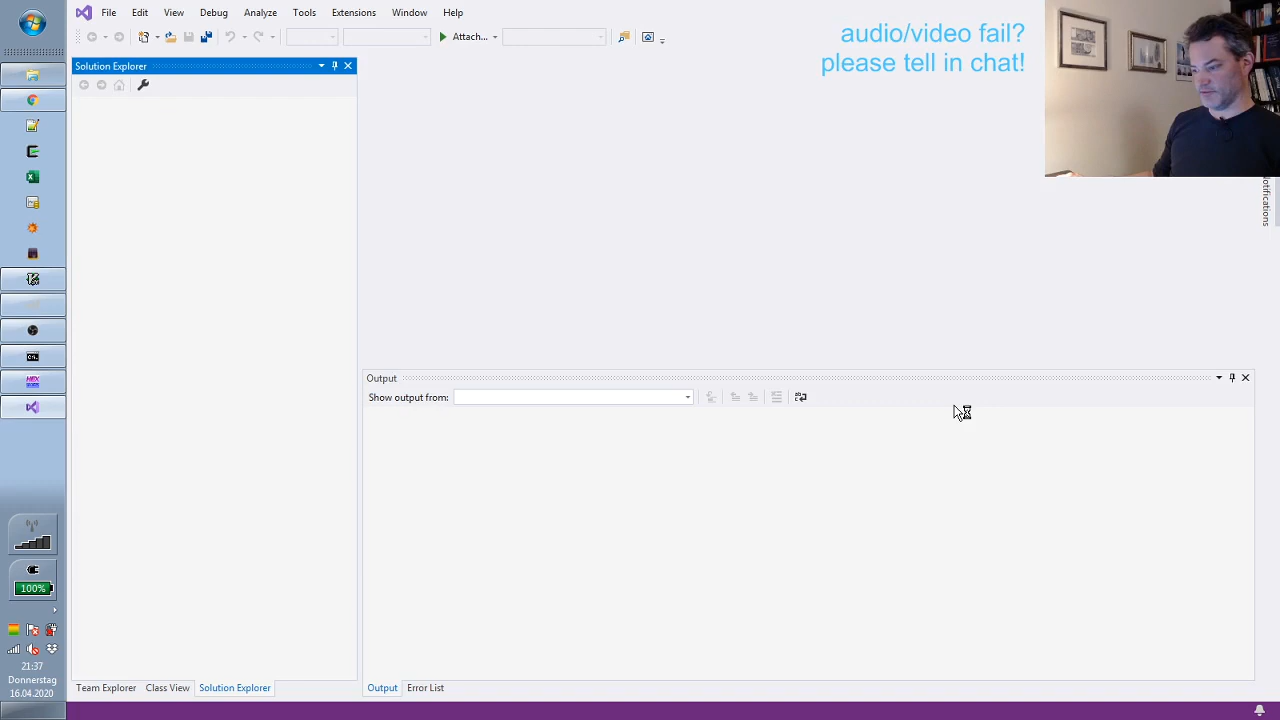 File Edit View Debug Analyze Tools Extensions Window Help
Attach...
audio/video fail?
please tell in chat!
Solution Explorer
Notifications
Output
Show output from:
Team Explorer Class View Solution Explorer
Output Error List
HEX
100%
21:37
Donnerstag
16.04.2020